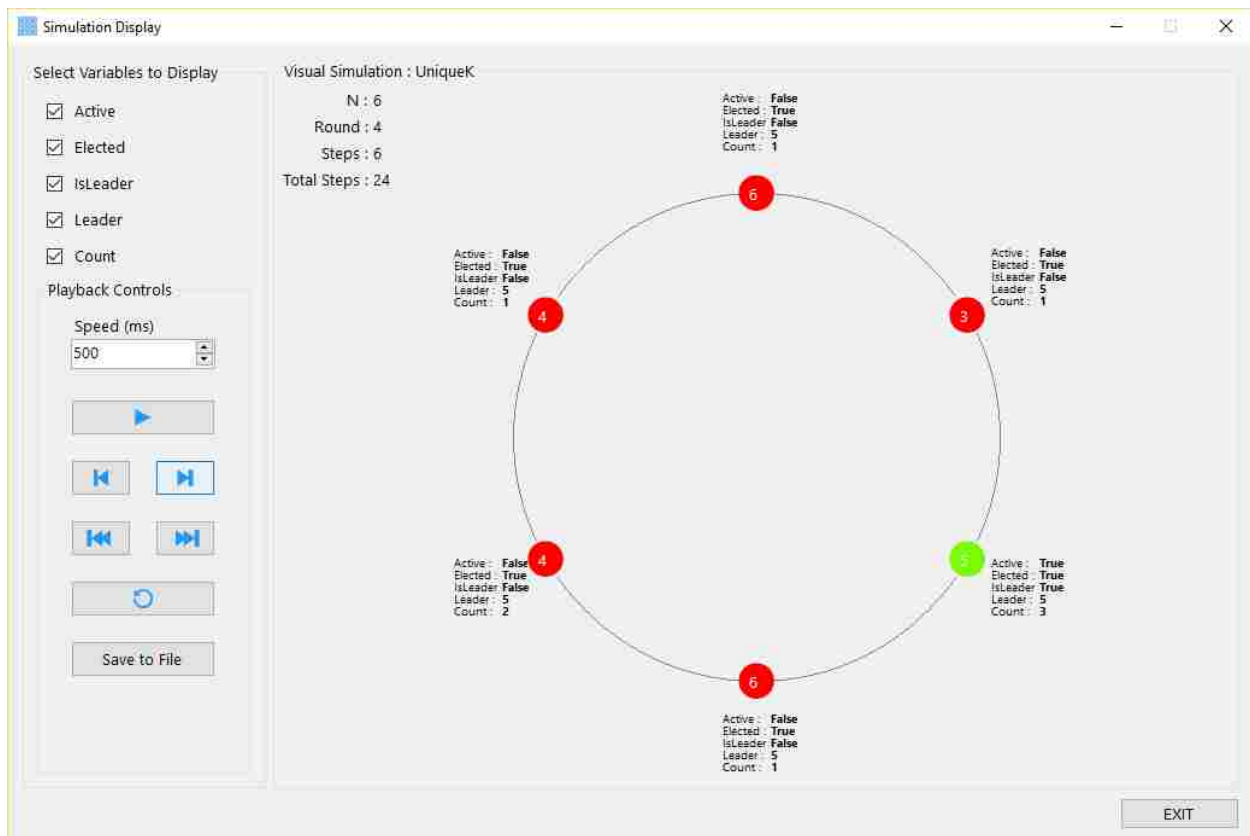 Simulation Display
Select Variables to Display
Active
Elected
IsLeader
Leader
Count
Playback Controls
Speed (ms)
500
Save to File
Visual Simulation : UniqueK
N : 6
Round : 4
Steps : 6
Total Steps : 24
Active : False
Elected : True
IsLeader False
Leader : 5
Count : 1
6
Active : False
Elected : True
IsLeader False
Leader : 5
Count : 1
4
Active : False
Elected : True
IsLeader False
Leader : 5
Count : 1
3
Active : False
Elected : True
IsLeader False
Leader : 5
Count : 2
4
Active : True
Elected : True
IsLeader True
Leader : 5
Count : 3
5
6
Active : False
Elected : True
IsLeader False
Leader : 5
Count : 1
EXIT